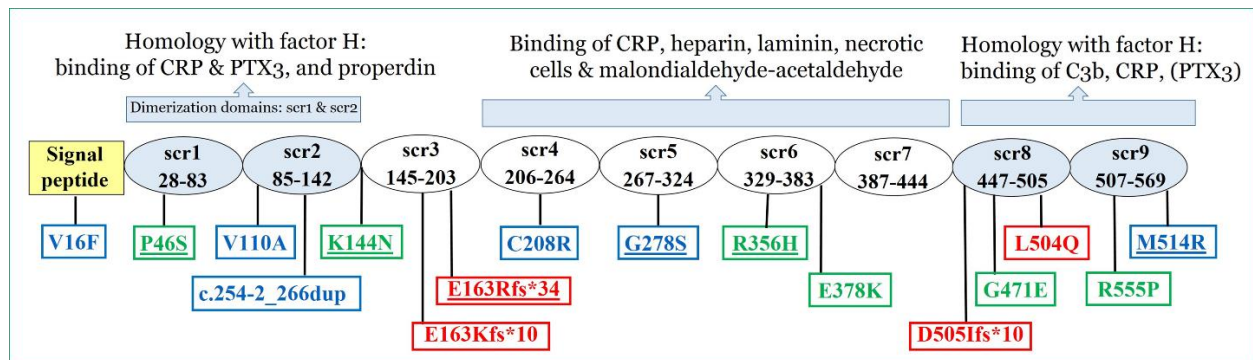 Homology with factor H:
binding of CRP & PTX3, and properdin
Binding of CRP, heparin, laminin, necrotic
cells & malondialdehyde-acetaldehyde
Homology with factor H:
binding of C3b, CRP, (PTX3)
Dimerization domains: scr1 & scr2
Signal
peptide
scr1
28-83
scr2
85-142
scr3
145-203
scr4
206-264
scr5
267-324
scr6
329-383
scr7
387-444
scr8
447-505
scr9
507-569
V16F
P46S
V110A
K144N
C208R
G278S
R356H
L504Q
M514R
c.254-2_266dup
E163Rfs*34
E378K
G471E
R555P
E163Kfs*10
D505Ifs*10